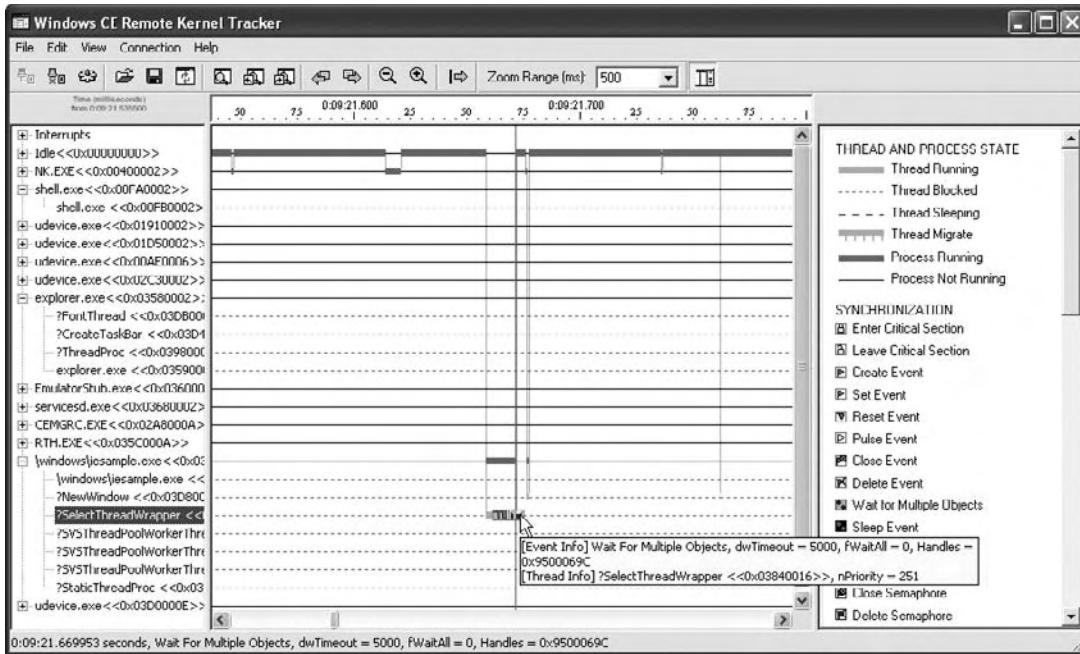 Windows CE Remote Kernel Tracker
File Edit View Connection Help
Zoom Range (ms): 500
Time (milliseconds)
from 0:09:21.535500
50 75 0:09:21.600 25 50 75 0:09:21.700 25 50 75
Interrupts
Idle<<0x00000000>>
NK.EXE<<0x00400002>>
shell.exe<<0x00FA0002>>
shell.exe <<0x00FB0002>
udevice.exe<<0x01910002>>
udevice.exe<<0x01D50002>>
udevice.exe<<0x00AE0006>>
udevice.exe<<0x02C30002>>
explorer.exe<<0x03580002>>
?FontThread <<0x03DB00
?CreateTaskBar <<0x03D4
?ThreadProc <<0x0398000
explorer.exe <<0x035900
EmulatorStub.exe<<0x036000
servicesd.exe<<0x03680002>
CEMGRC.EXE<<0x02A8000A>
RTH.EXE<<0x035C000A>>
\windows\iesample.exe<<0x03
\windows\iesample.exe <<
?NewWindow <<0x03D800
?SelectThreadWrapper <<
?SYSThreadPoolWorkerThre
?SYSThreadPoolWorkerThre
?SYSThreadPoolWorkerThre
?StaticThreadProc <<0x03
udevice.exe<<0x03D0000E>>
[Event Info] Wait For Multiple Objects, dwTimeout = 5000, fWaitAll = 0, Handles =
0x9500069C
[Thread Info] ?SelectThreadWrapper <<0x03840016>>, nPriority = 251
THREAD AND PROCESS STATE
Thread Running
Thread Blocked
Thread Sleeping
Thread Migrate
Process Running
Process Not Running
SYNCHRONIZATION
Enter Critical Section
Leave Critical Section
Create Event
Set Event
Reset Event
Pulse Event
Close Event
Delete Event
Wait for Multiple Objects
Sleep Event
Close Semaphore
Delete Semaphore
0:09:21.669953 seconds, Wait For Multiple Objects, dwTimeout = 5000, fWaitAll = 0, Handles = 0x9500069C